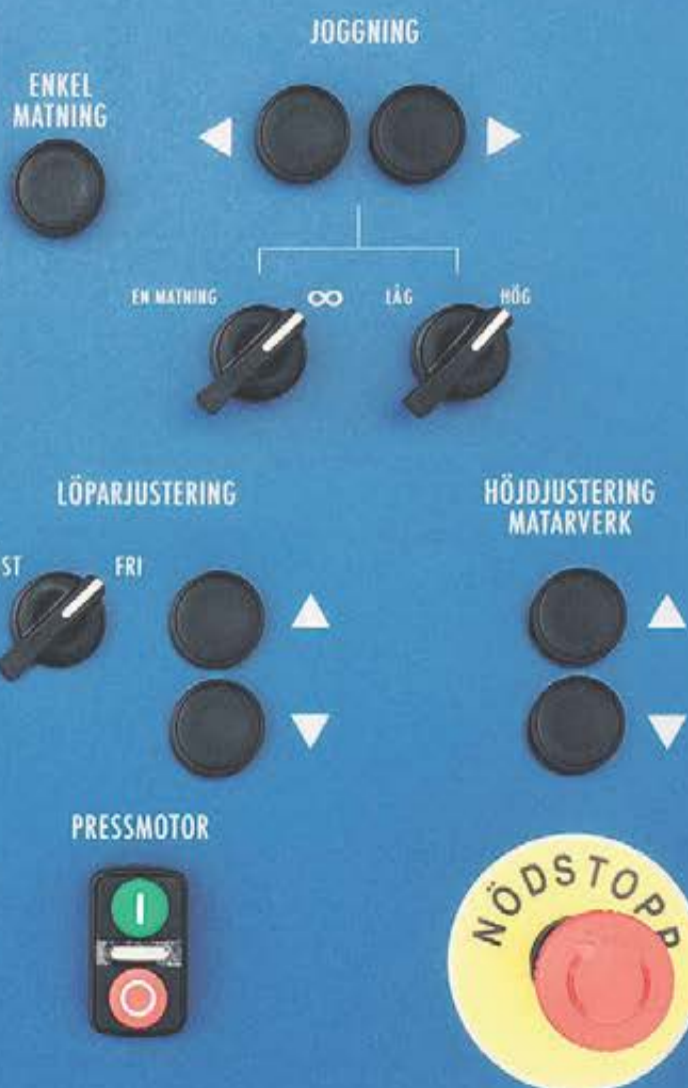 JOGGNING
ENKEL
MATNING
EN MATNING ∞ LÅG HÖG
LÖPARJUSTERING
HÖJDJUSTERING
MATARVERK
ST FRI
PRESSMOTOR
NÖDSTOPP